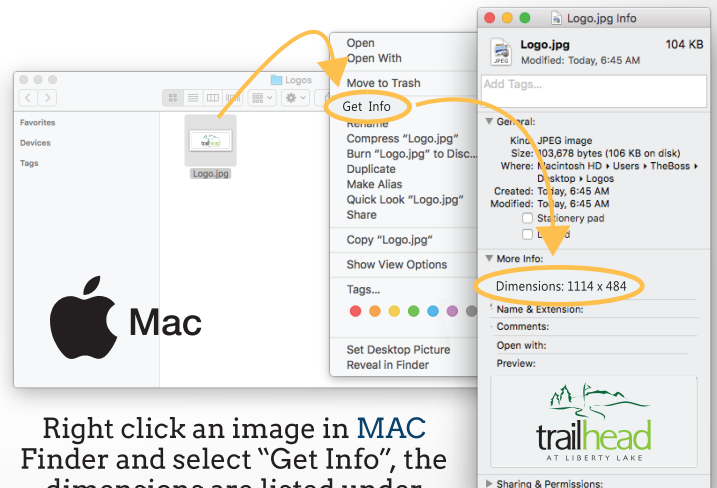 Logos
Favorites
Devices
Tags
trailhead
Logo.jpg
Mac
Open
Open With
Move to Trash
Get Info
Rename
Compress "Logo.jpg"
Burn "Logo.jpg" to Disc...
Duplicate
Make Alias
Quick Look "Logo.jpg"
Share
Copy "Logo.jpg"
Show View Options
Tags...
Set Desktop Picture
Reveal in Finder
Logo.jpg Info
JPEG
Logo.jpg 104 KB
Modified: Today, 6:45 AM
Add Tags...
General:
Kind: JPEG image
Size: 103,678 bytes (106 KB on disk)
Where: Macintosh HD ▸ Users ▸ TheBoss ▸
Desktop ▸ Logos
Created: Today, 6:45 AM
Modified: Today, 6:45 AM
Stationery pad
More Info:
Dimensions: 1114 x 484
Name & Extension:
Comments:
Open with:
Preview:
trailhead
AT LIBERTY LAKE
Sharing & Permissions:
Right click an image in MAC
Finder and select “Get Info”, the
dimensions are listed under